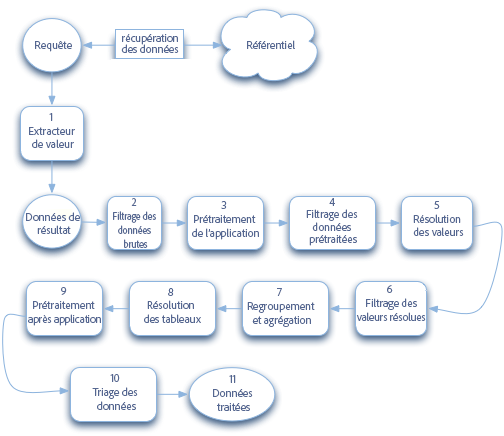 Requête
récupération
des données
Référentiel
1
Extracteur
de valeur
Données de
résultat
2
Filtrage des
données
brutes
3
Prétraitement
de l'application
4
Filtrage des
données
prétraitées
5
Résolution
des valeurs
6
Filtrage des
valeurs résolues
7
Regroupement
et agrégation
8
Résolution
des tableaux
9
Prétraitement
après application
10
Triage des
données
11
Données
traitées